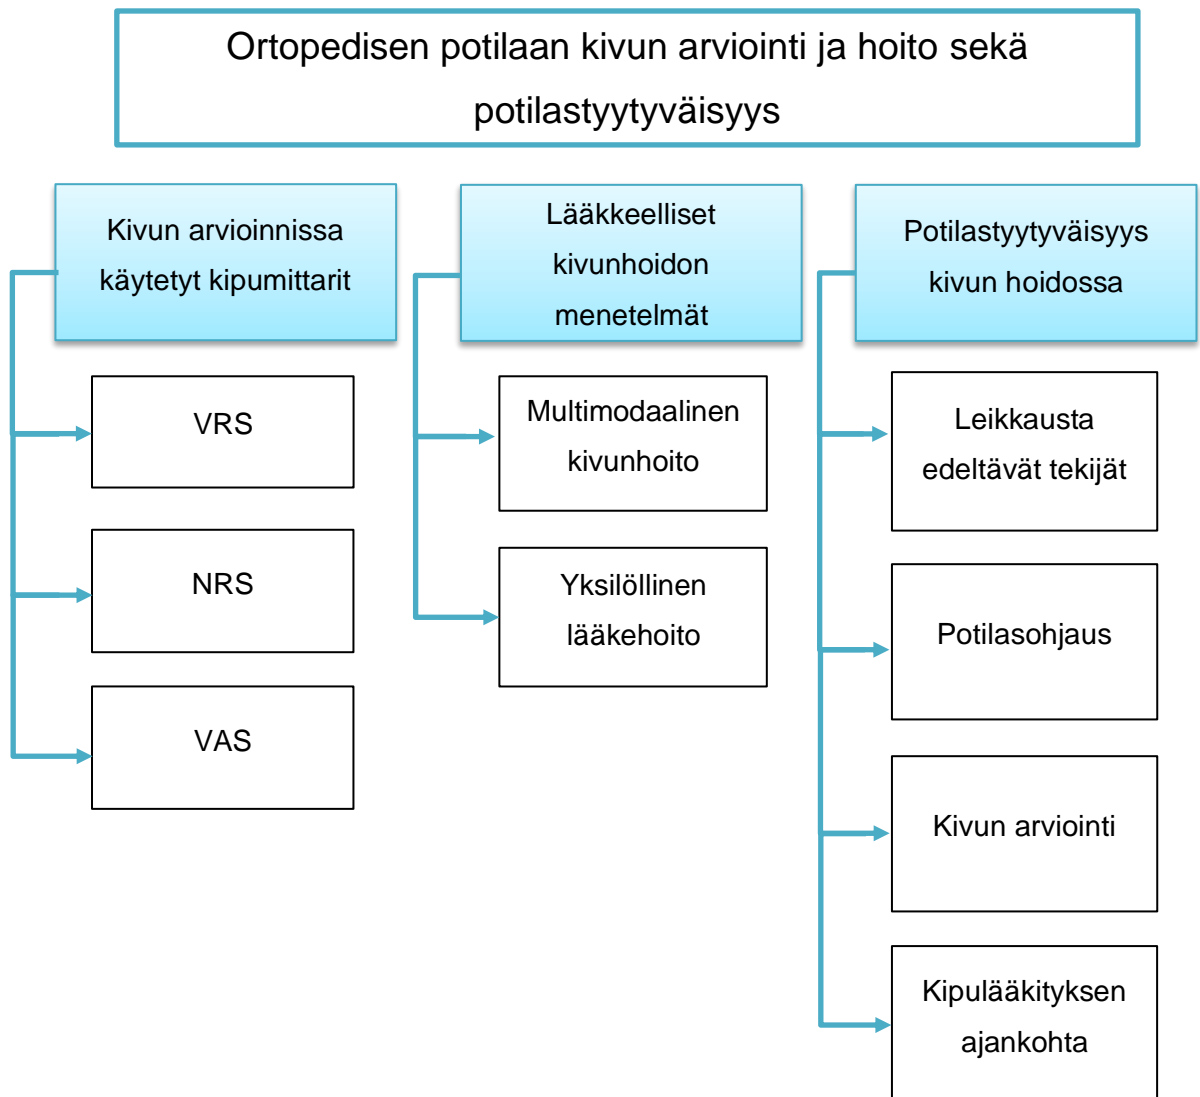 Ortopedisen potilaan kivun arviointi ja hoito sekä
potilastyytyväisyys
Kivun arvioinnissa
käytetyt kipumittarit
VRS
NRS
VAS
Lääkkeelliset
kivunhoidon
menetelmät
Multimodaalinen
kivunhoito
Yksilöllinen
lääkehoito
Potilastyytyväisyys
kivun hoidossa
Leikkausta
edeltävät tekijät
Potilasohjaus
Kivun arviointi
Kipulääkityksen
ajankohta